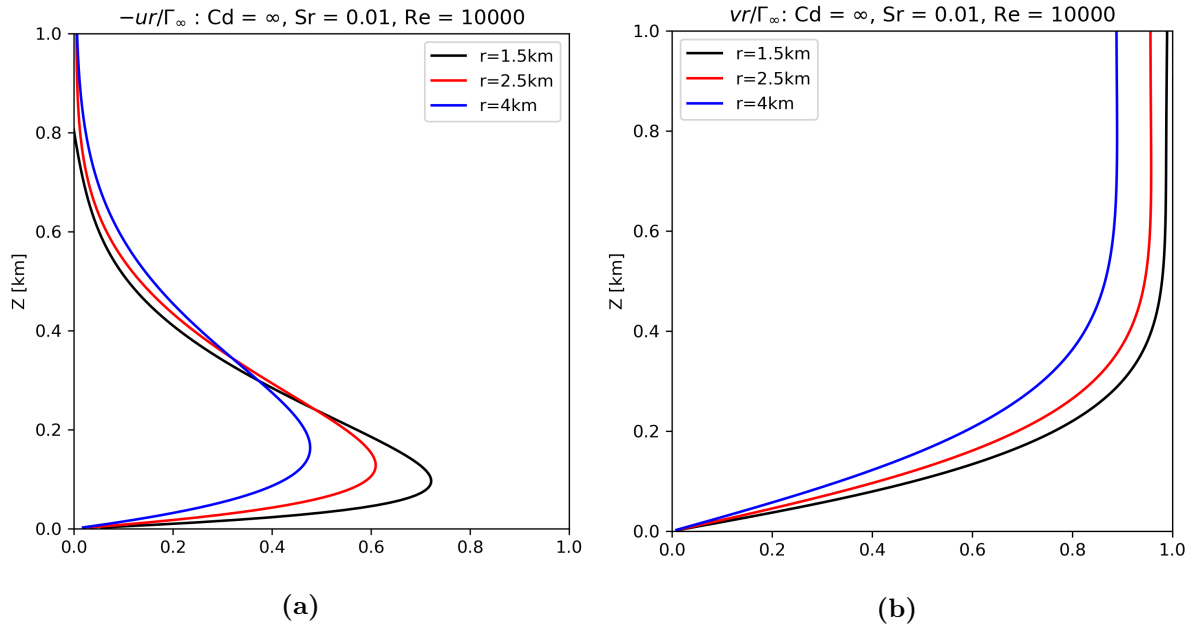 −ur/Γ∞ : Cd = ∞, Sr = 0.01, Re = 10000
1.0
0.8
0.6
0.4
0.2
0.0
Z [km]
r=1.5km
r=2.5km
r=4km
0.0 0.2 0.4 0.6 0.8 1.0
(a)
vr/Γ∞: Cd = ∞, Sr = 0.01, Re = 10000
1.0
0.8
0.6
0.4
0.2
0.0
Z [km]
r=1.5km
r=2.5km
r=4km
0.0 0.2 0.4 0.6 0.8 1.0
(b)